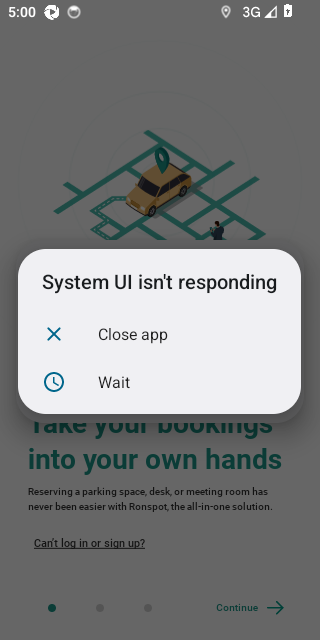 5:00
3G
System UI isn't responding
Close app
Wait
Take your bookings
into your own hands
Reserving a parking space, desk, or meeting room has
never been easier with Ronspot, the all-in-one solution.
Can't log in or sign up?
Continue